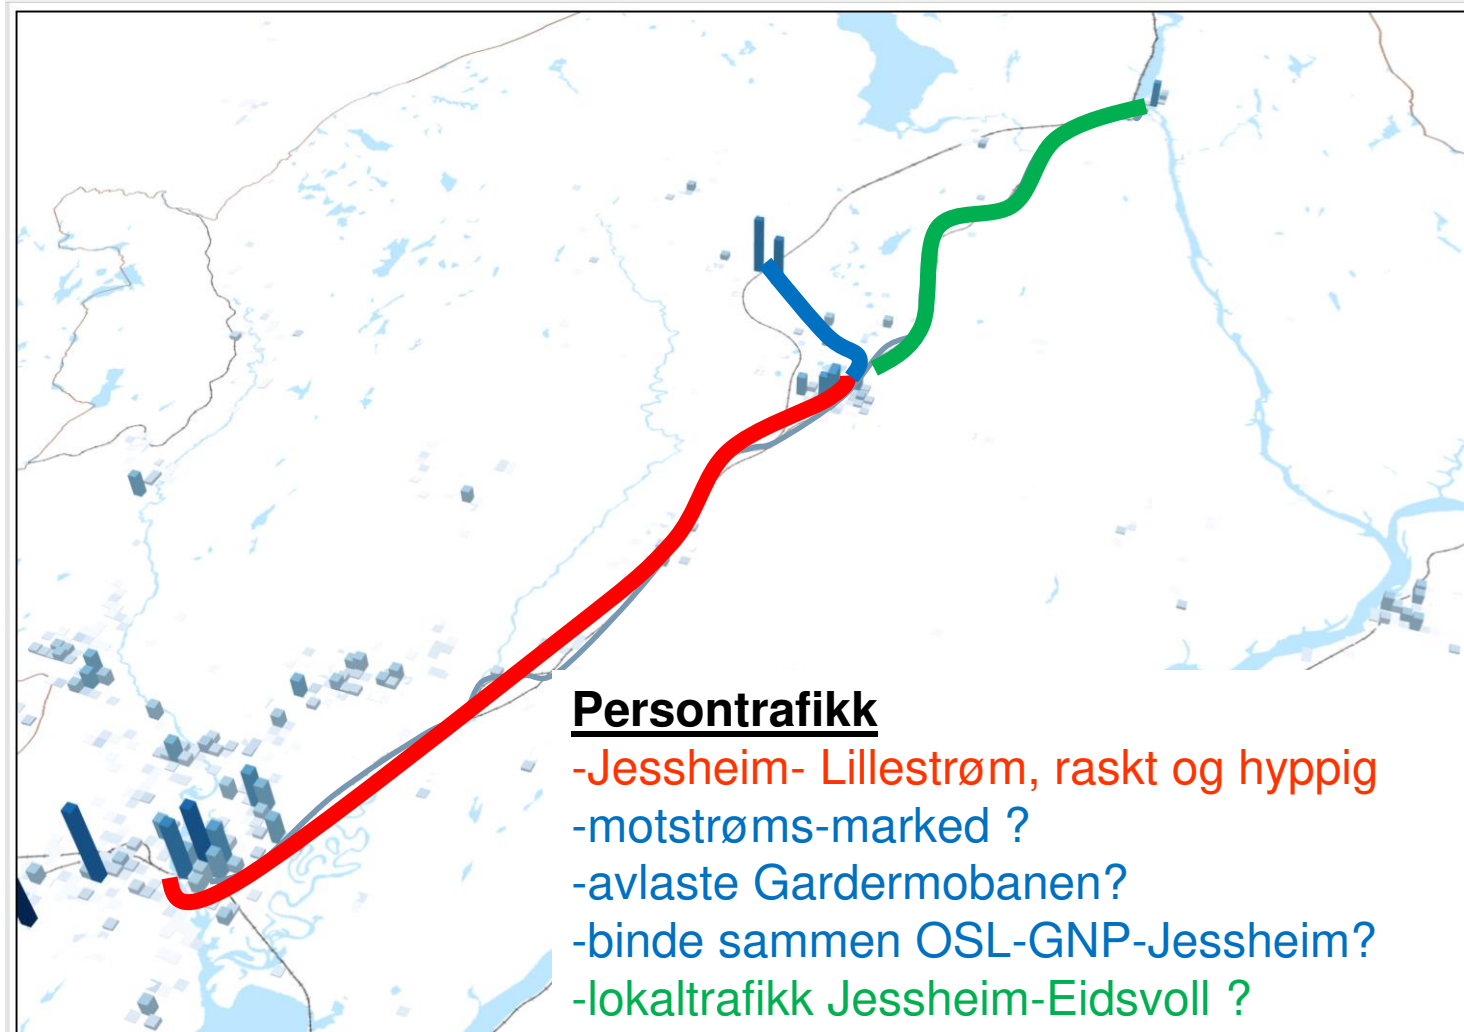 Persontrafikk
-Jessheim- Lillestrøm, raskt og hyppig
-motstrøms-marked ?
-avlaste Gardermobanen?
-binde sammen OSL-GNP-Jessheim?
-lokaltrafikk Jessheim-Eidsvoll ?